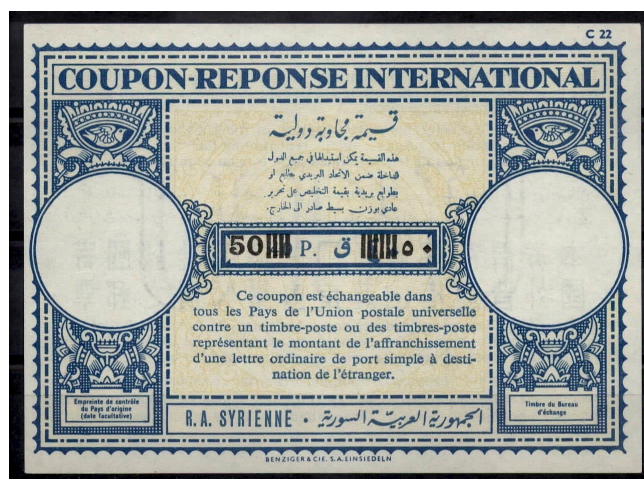 C 22
COUPON-REPONSE INTERNATIONAL
قسيمة مجاوبة دولية
هذه القسيمة يمكن استبدالها في جميع الدول
الداخلة ضمن الاتحاد البريدي بطابع او
بطوابع بريدية بقيمة التخليص على تحرير
عادي بوزن بسيط صادر الى الخارج.
50 P. ق ٥٠
Ce coupon est échangeable dans
tous les Pays de l'Union postale universelle
contre un timbre-poste ou des timbres-poste
représentant le montant de l'affranchissement
d'une lettre ordinaire de port simple à desti-
nation de l'étranger.
Empreinte de contrôle
du Pays d'origine
(date facultative)
Timbre du Bureau
d'échange
R.A. SYRIENNE • الجمهورية العربية السورية
BENZIGER & CIE. S.A. EINSIEDELN